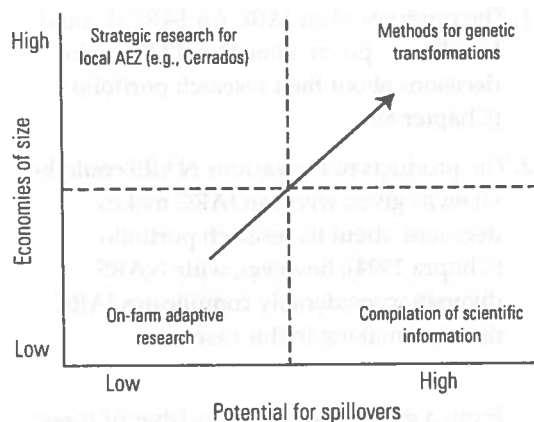 High
Strategic research for
local AEZ (e.g., Cerrados)
Methods for genetic
transformations
Economies of size
On-farm adaptive
research
Compilation of scientific
information
Low
Low
High
Potential for spillovers